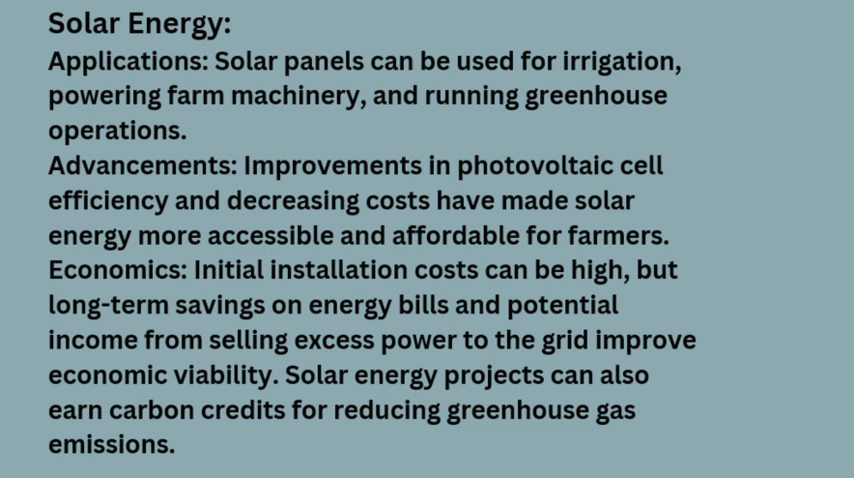 Solar Energy:
Applications: Solar panels can be used for irrigation,
powering farm machinery, and running greenhouse
operations.
Advancements: Improvements in photovoltaic cell
efficiency and decreasing costs have made solar
energy more accessible and affordable for farmers.
Economics: Initial installation costs can be high, but
long-term savings on energy bills and potential
income from selling excess power to the grid improve
economic viability. Solar energy projects can also
earn carbon credits for reducing greenhouse gas
emissions.